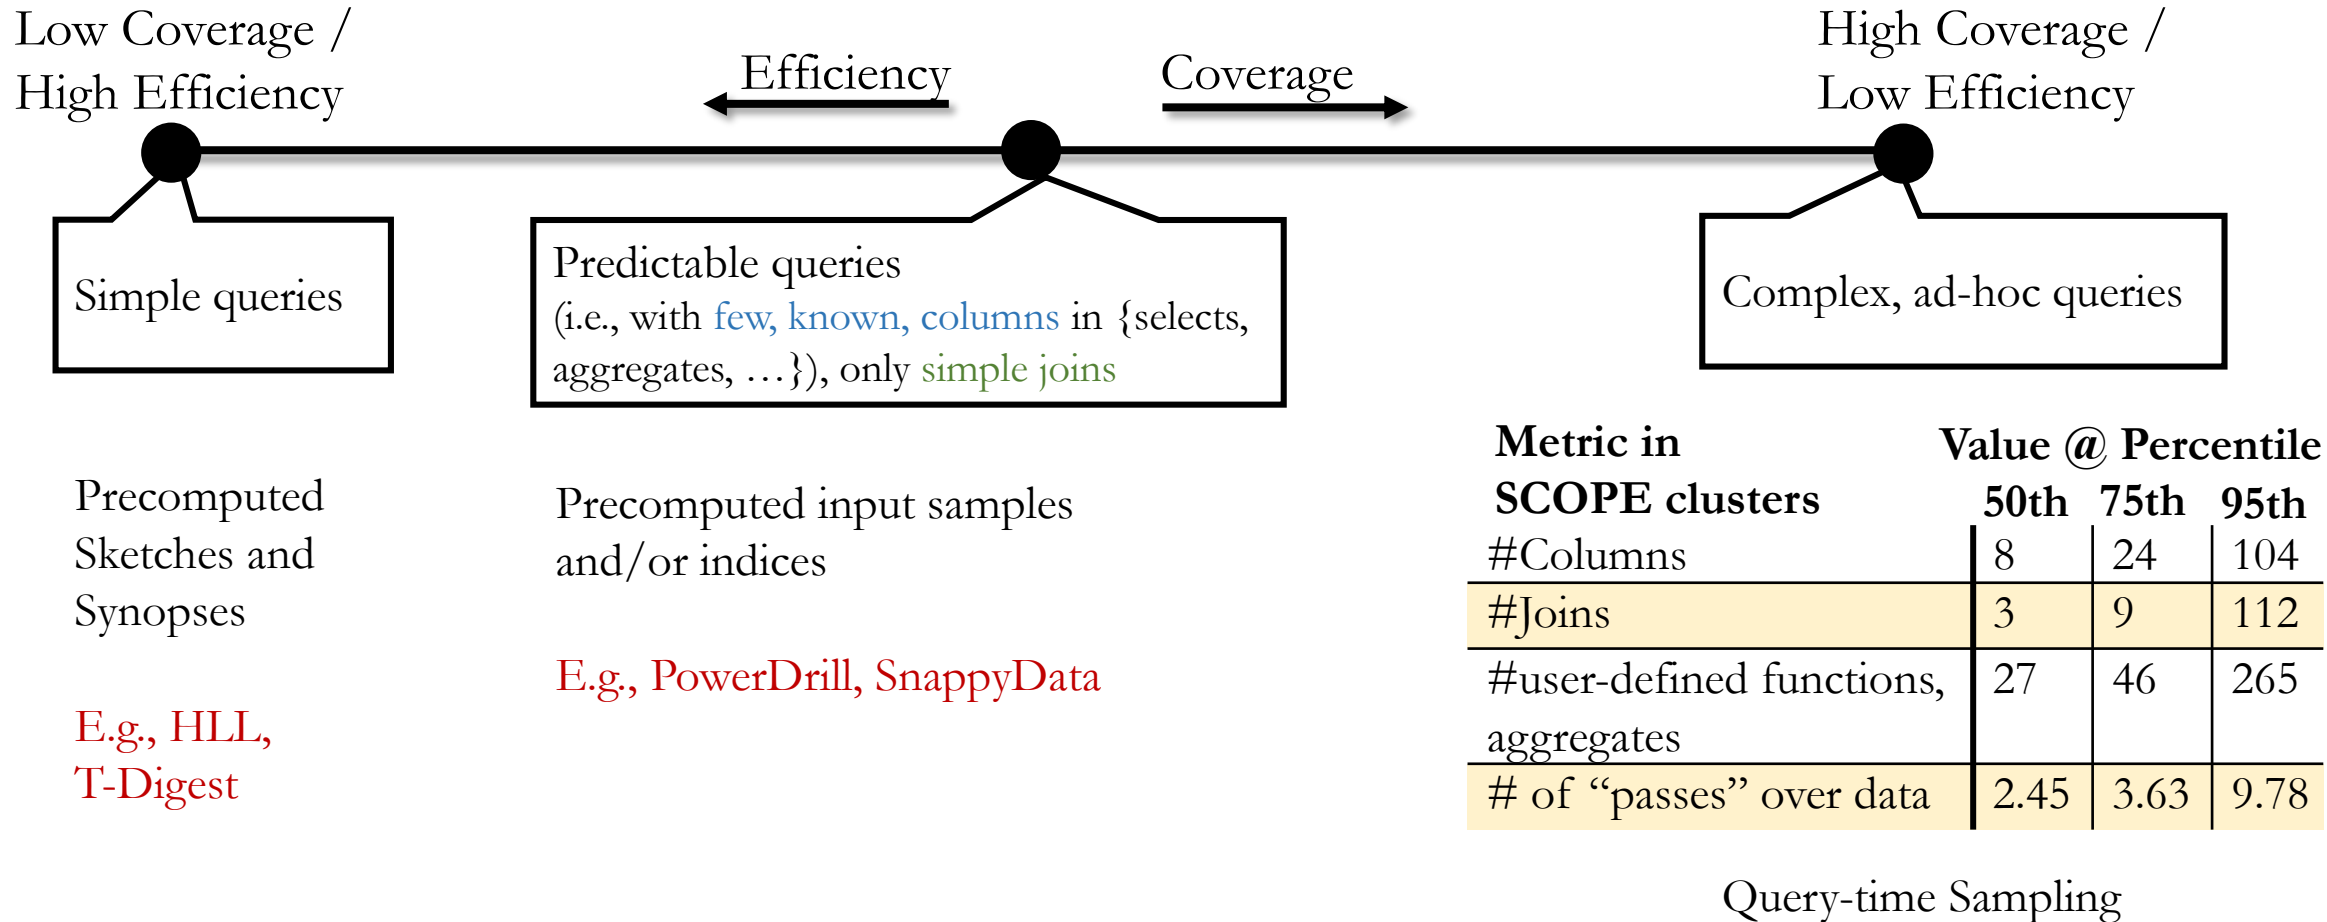 Low Coverage /
High Efficiency
Efficiency
Coverage
High Coverage /
Low Efficiency
Simple queries
Predictable queries
(i.e., with few, known, columns in {selects,
aggregates, …}), only simple joins
Complex, ad-hoc queries
Precomputed
Sketches and
Synopses
E.g., HLL,
T-Digest
Precomputed input samples
and/or indices
E.g., PowerDrill, SnappyData
Metric in
SCOPE clusters
Value @ Percentile
50th 75th 95th
#Columns 8 24 104
#Joins 3 9 112
#user-defined functions, 27 46 265
aggregates
# of “passes” over data 2.45 3.63 9.78
Query-time Sampling